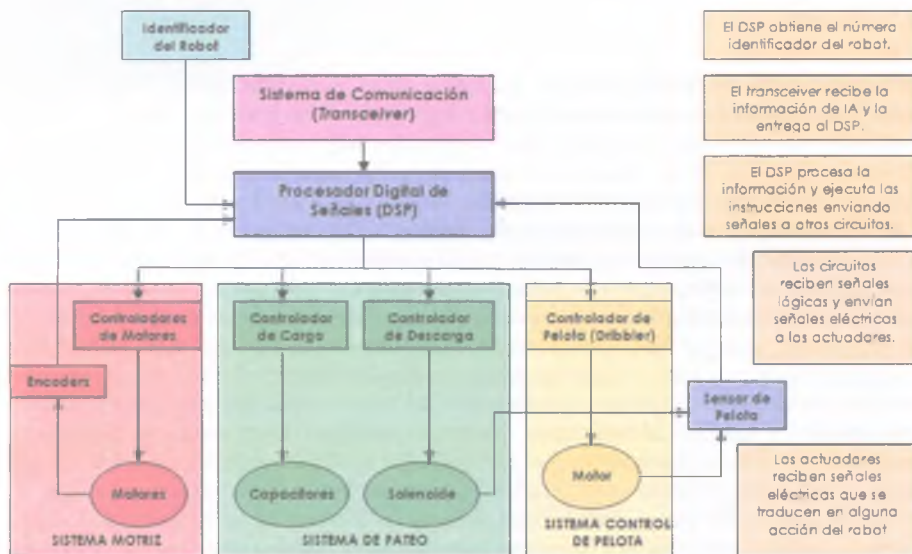 Identificador
del Robot
Sistema de Comunicación
(Transceiver)
Procesador Digital de
Señales (DSP)
Controladores
de Motores
Encoders
Motores
SISTEMA MOTRIZ
Controlador
de Carga
Controlador
de Descarga
Capacitores
Solenoide
SISTEMA DE PATEO
Controlador de
Pelota (Dribbler)
Motor
SISTEMA CONTROL
DE PELOTA
Sensor de
Pelota
El DSP obtiene el número
identificador del robot.
El transceiver recibe la
información de IA y la
entrega al DSP.
El DSP procesa la
información y ejecuta las
instrucciones enviando
señales a otros circuitos.
Los circuitos
reciben señales
lógicas y envían
señales eléctricas
a los actuadores.
Los actuadores
reciben señales
eléctricas que se
traducen en alguna
acción del robot